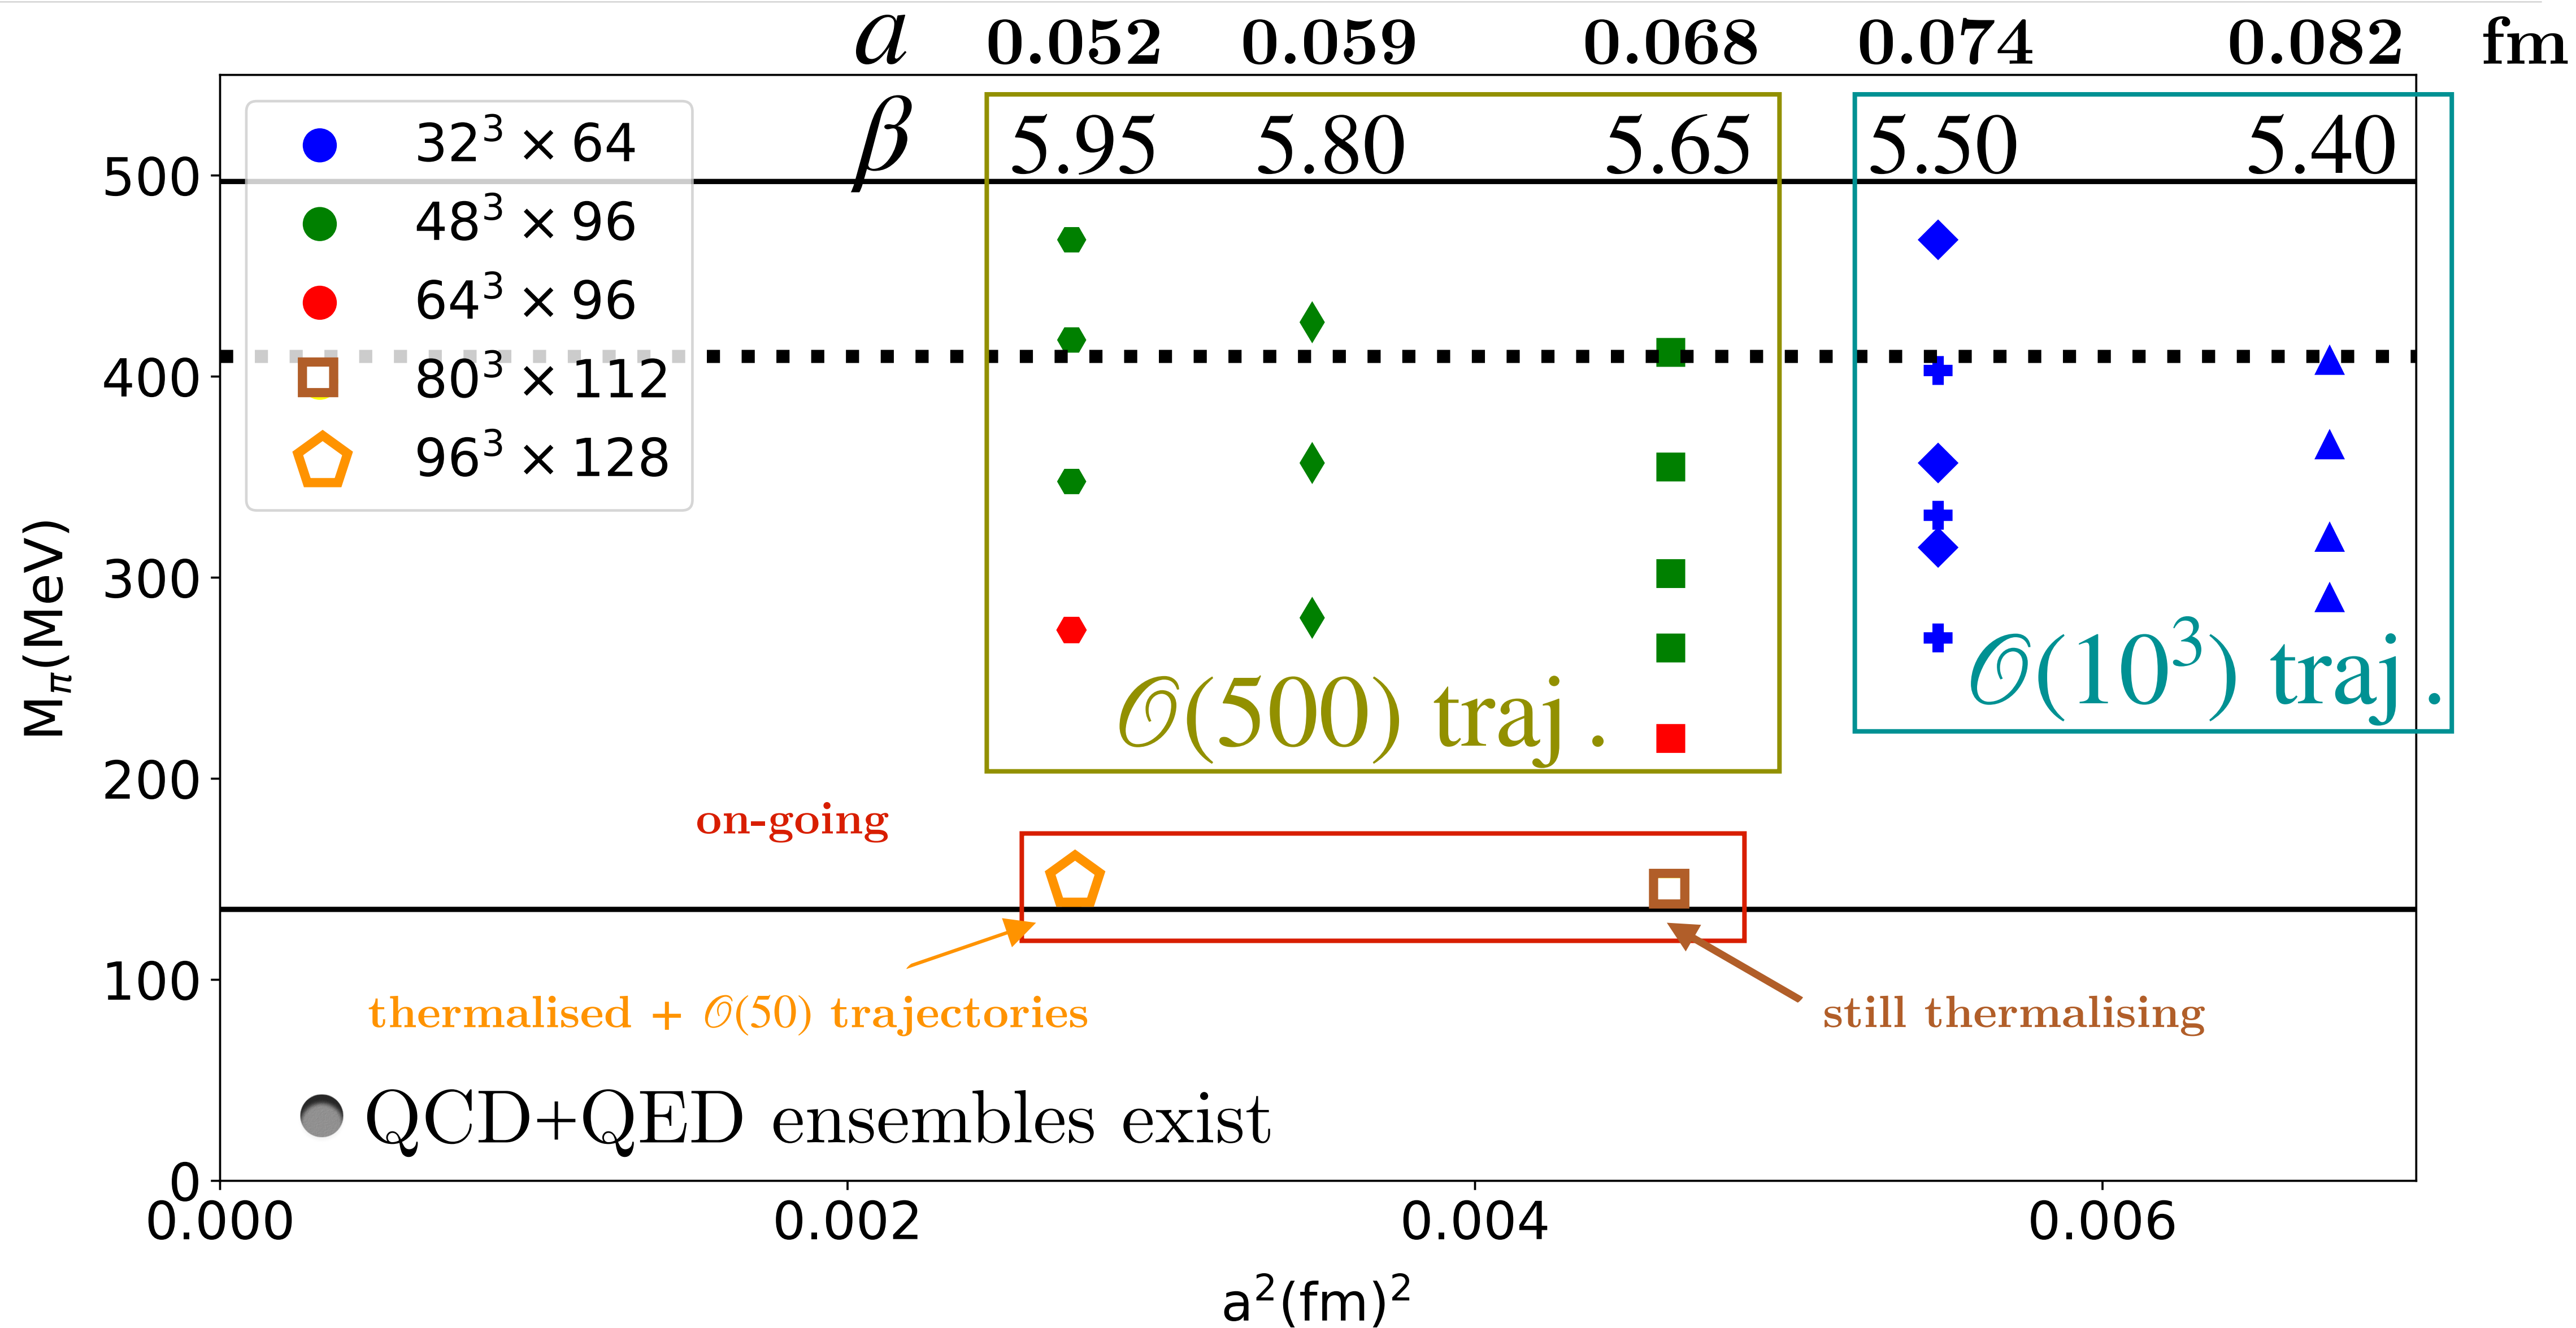 a 0.052 0.059 0.068 0.074 0.082 fm
β 5.95 5.80 5.65 5.50 5.40
32³ × 64
48³ × 96
64³ × 96
80³ × 112
96³ × 128
500
400
300
200
100
0
M_π(MeV)
𝒪(500) traj.
𝒪(10³) traj.
on-going
thermalised + 𝒪(50) trajectories
still thermalising
QCD+QED ensembles exist
0.000 0.002 0.004 0.006
a²(fm)²